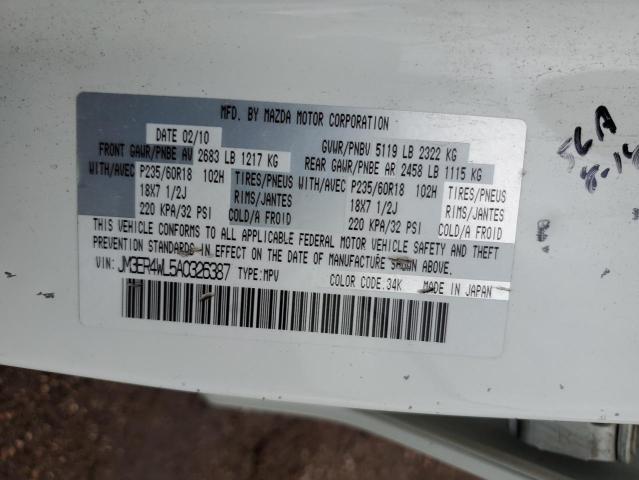 MFD. BY MAZDA MOTOR CORPORATION
DATE 02/10 GVWR/PNBV 5119 LB 2322 KG
FRONT GAWR/PNBE AV 2683 LB 1217 KG REAR GAWR/PNBE AR 2458 LB 1115 KG
WITH/AVEC P235/60R18 102H TIRES/PNEUS WITH/AVEC P235/60R18 102H TIRES/PNEUS
18X7 1/2J RIMS/JANTES 18X7 1/2J RIMS/JANTES
220 KPA/32 PSI COLD/A FROID 220 KPA/32 PSI COLD/A FROID
THIS VEHICLE CONFORMS TO ALL APPLICABLE FEDERAL MOTOR VEHICLE SAFETY AND THEFT
PREVENTION STANDARDS IN EFFECT ON THE DATE OF MANUFACTURE SHOWN ABOVE.
VIN: JM3ER4WL5A0326387 TYPE:MPV COLOR CODE:34K MADE IN JAPAN